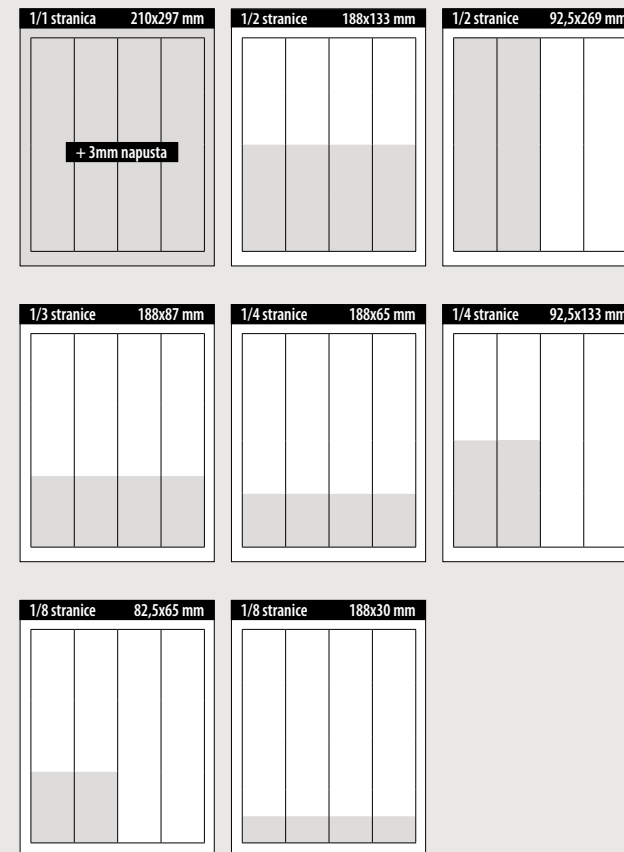 1/1 stranica 210x297 mm
1/2 stranice 188x133 mm
1/2 stranice 92,5x269 mm
+ 3mm napusta
1/3 stranice 188x87 mm
1/4 stranice 188x65 mm
1/4 stranice 92,5x133 mm
1/8 stranice 82,5x65 mm
1/8 stranice 188x30 mm